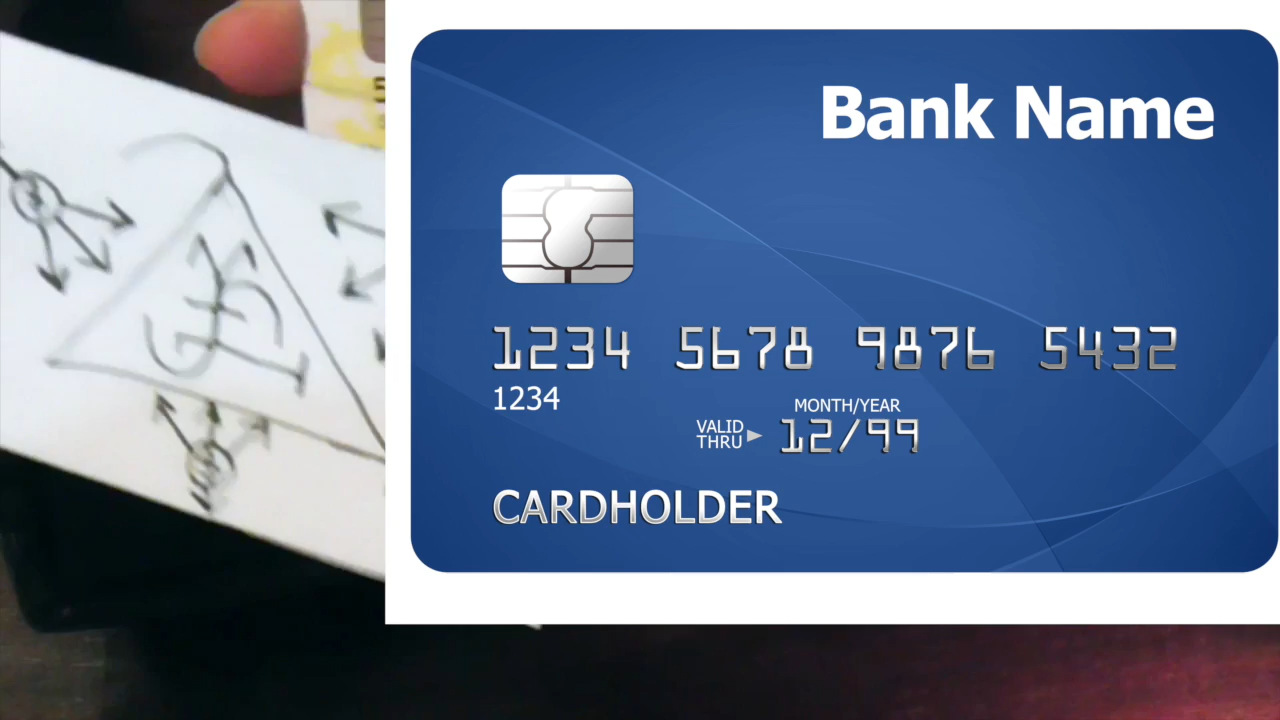 Bank Name
1234 5678 9876 5432
1234
MONTH/YEAR
VALID
THRU
12/99
CARDHOLDER